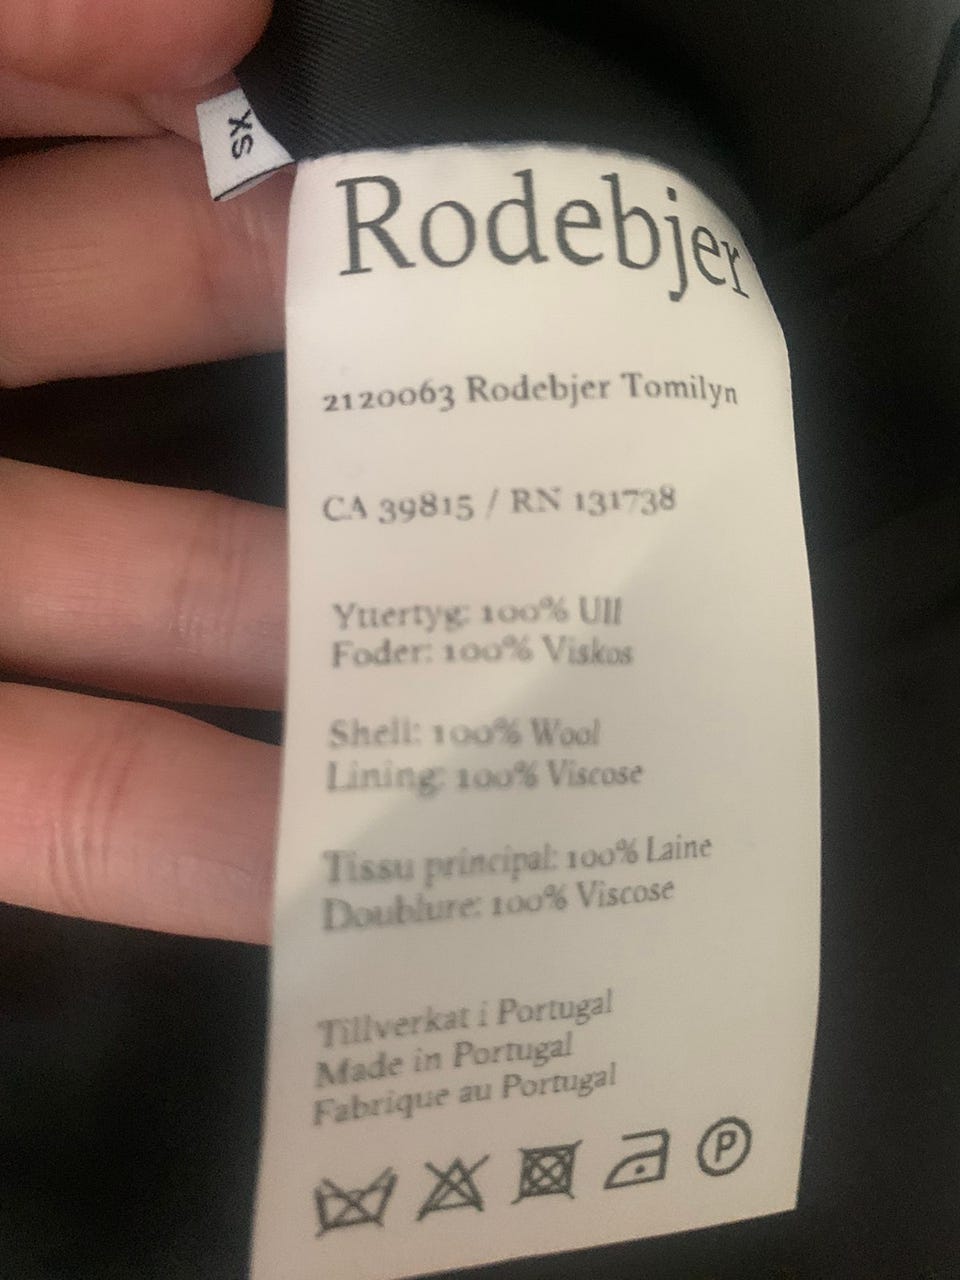 XS
Rodebjer
2120063 Rodebjer Tomilyn
CA 39815 / RN 131738
Yttertyg: 100% Ull
Foder: 100% Viskos
Shell: 100% Wool
Lining: 100% Viscose
Tissu principal: 100% Laine
Doublure: 100% Viscose
Tillverkat i Portugal
Made in Portugal
Fabrique au Portugal
P